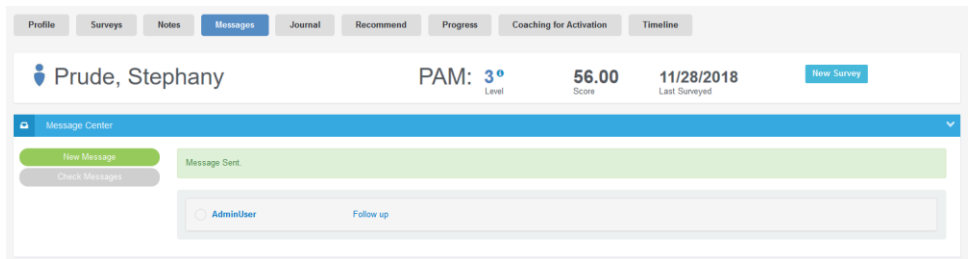 Profile Surveys Notes Messages Journal Recommend Progress Coaching for Activation Timeline
Prude, Stephany PAM: 3 56.00 11/28/2018 New Survey
Level Score Last Surveyed
Message Center
New Message
Message Sent.
Check Messages
AdminUser Follow up